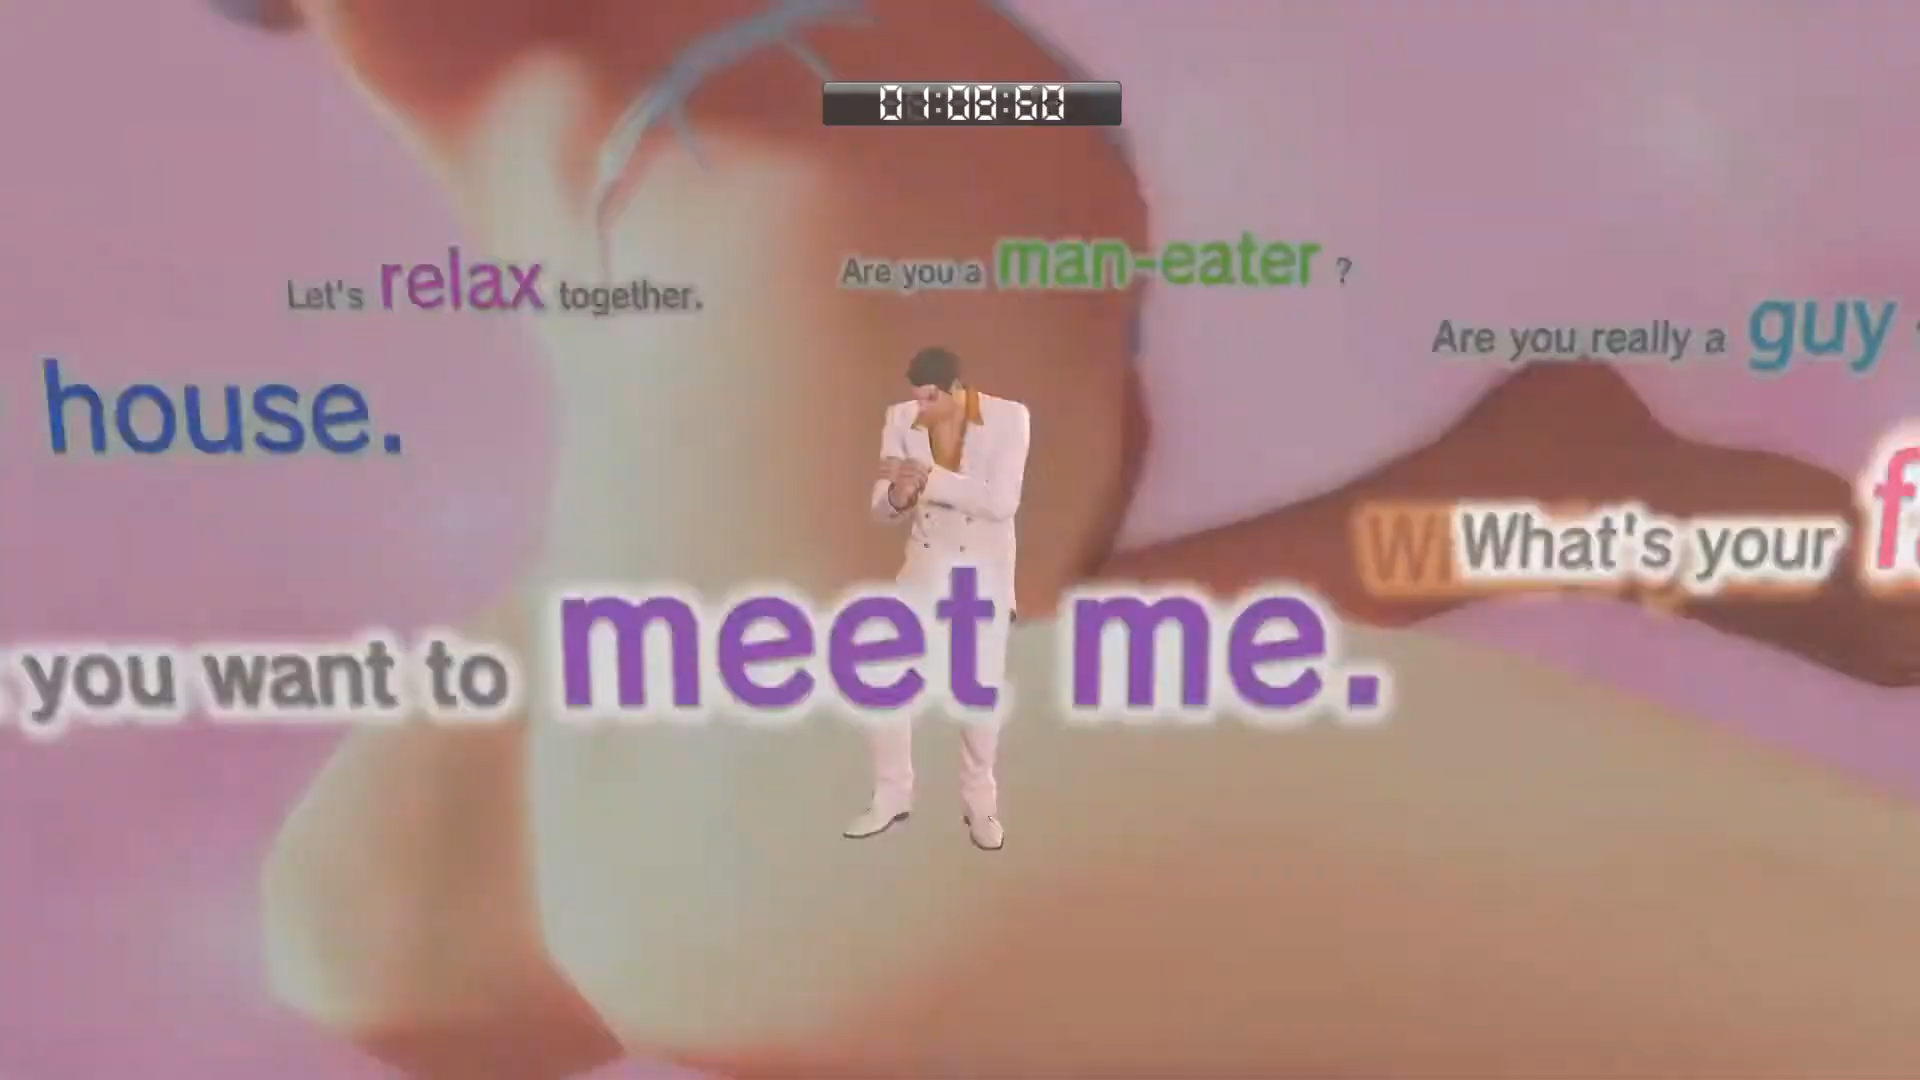 01:08:60
Are you a man-eater ?
Let's relax together.
Are you really a guy
house.
What's your
you want to meet me.